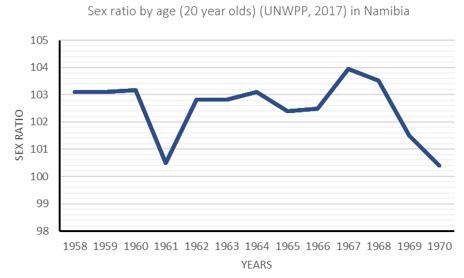 Sex ratio by age (20 year olds) (UNWPP, 2017) in Namibia
105
104
103
102
101
100
99
98
SEX RATIO
1958 1959 1960 1961 1962 1963 1964 1965 1966 1967 1968 1969 1970
YEARS